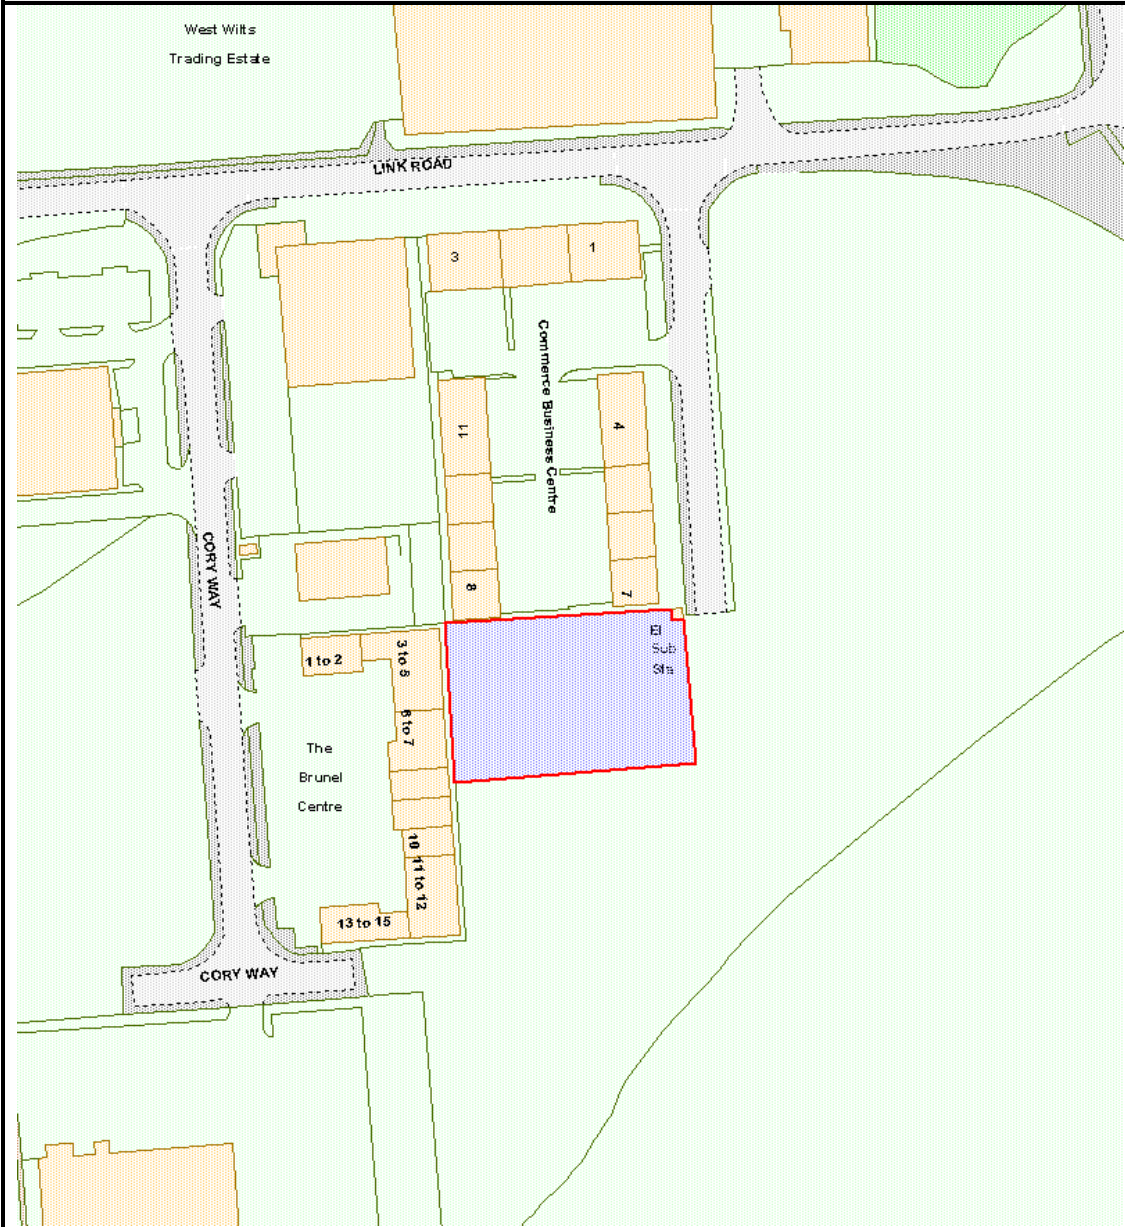 West Wilts
Trading Estate
LINK ROAD
3
1
Commerce Business Centre
11
4
CORY WAY
8
7
El
Sub
Sta
1 to 2
3 to 5
6 to 7
The
Brunel
Centre
10
11 to 12
13 to 15
CORY WAY